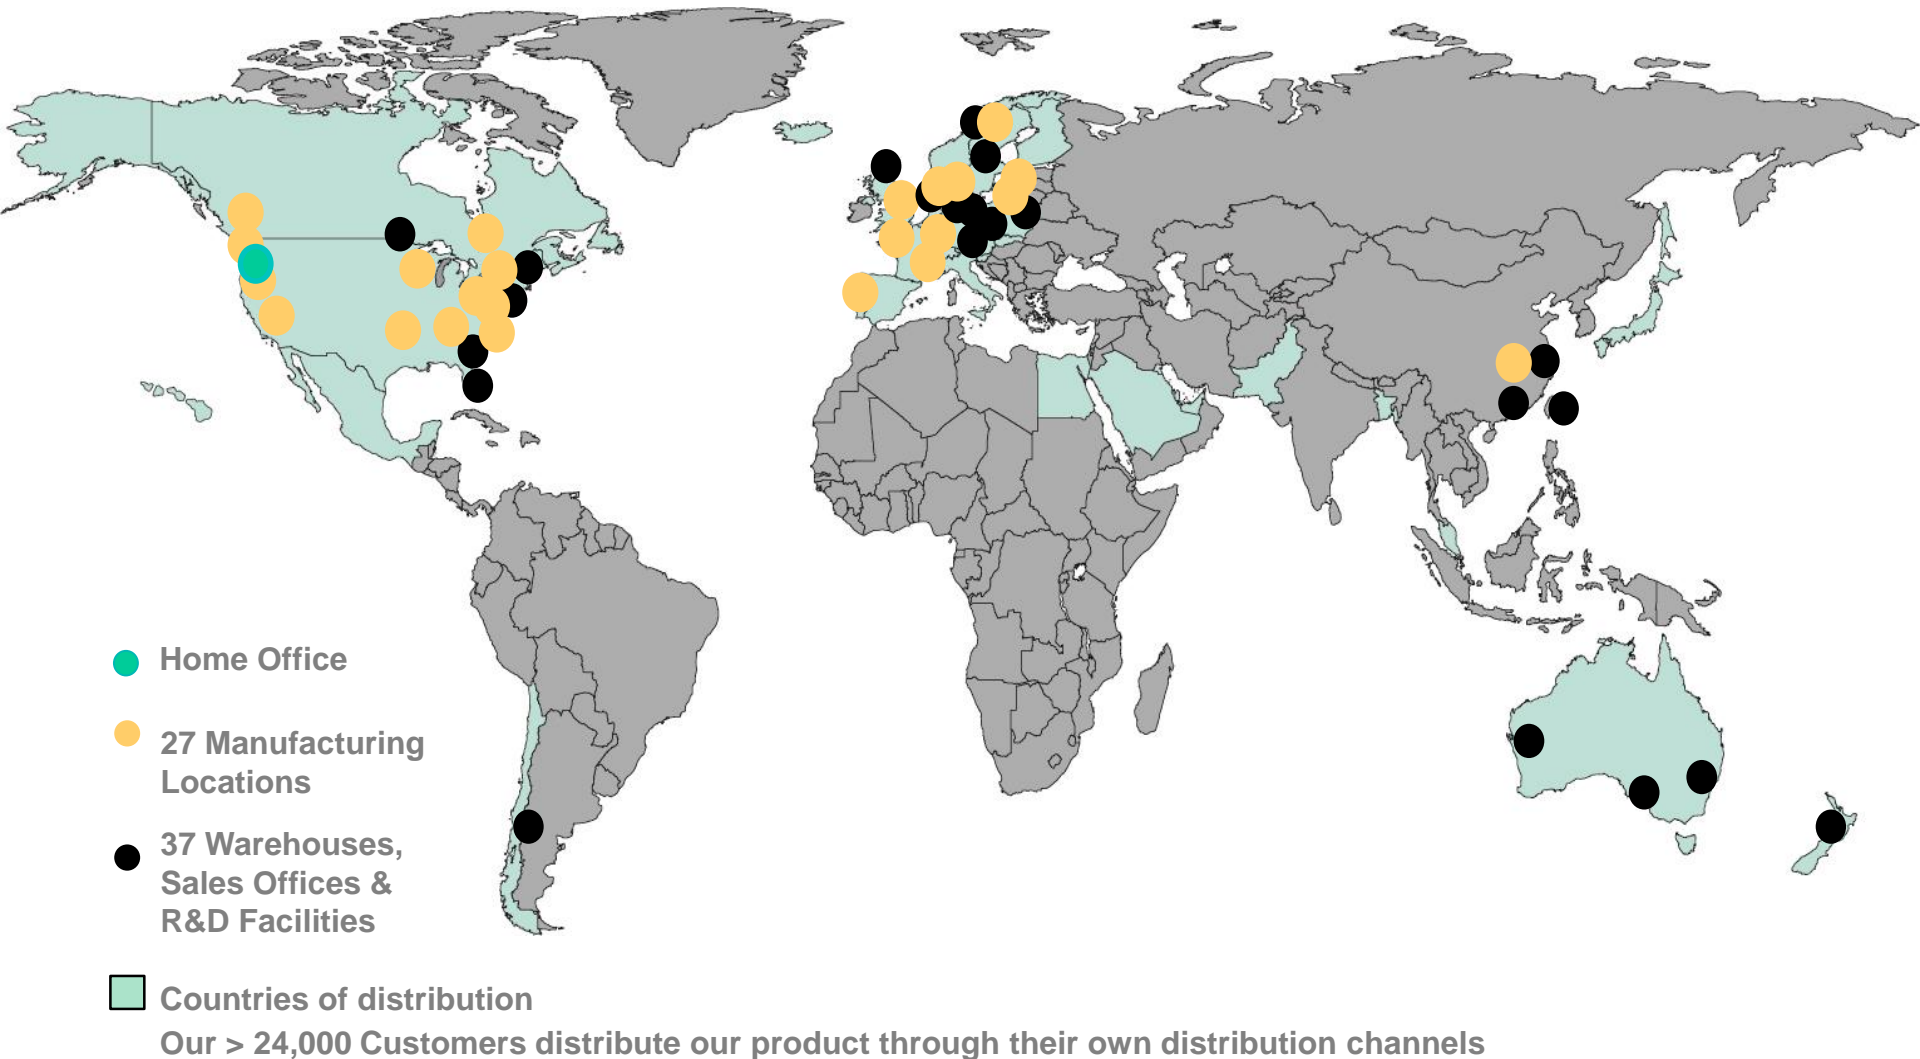 Home Office
27 Manufacturing
Locations
37 Warehouses,
Sales Offices &
R&D Facilities
Countries of distribution
Our > 24,000 Customers distribute our product through their own distribution channels